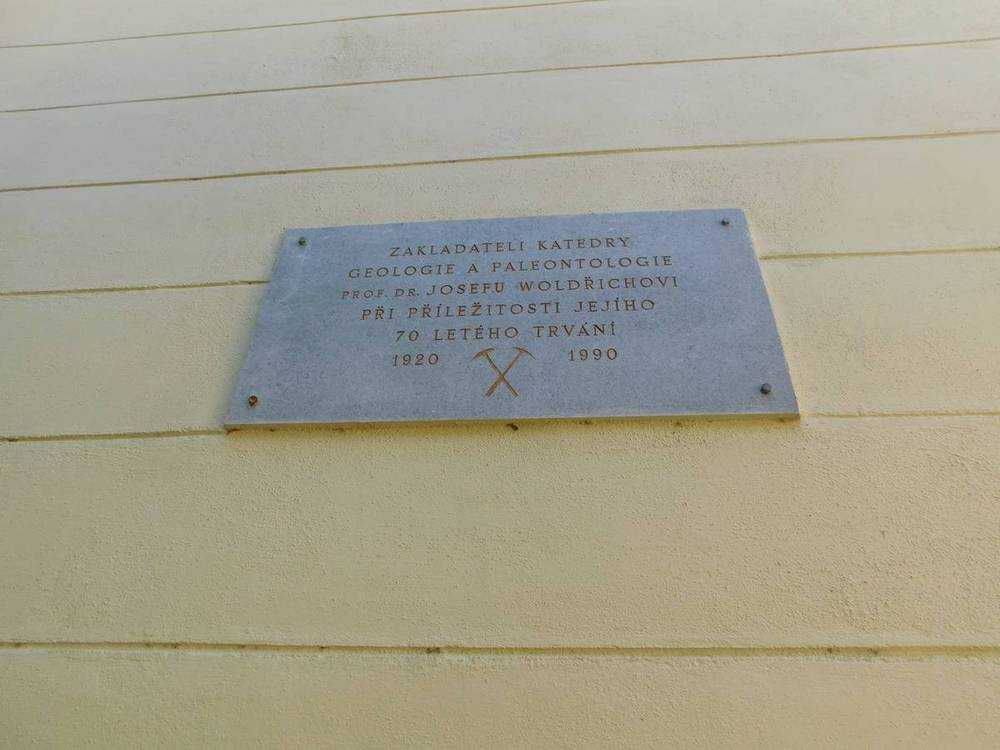 ZAKLADATELI KATEDRY
GEOLOGIE A PALEONTOLOGIE
PROF. DR. JOSEFU WOLDŘICHOVI
PŘI PŘÍLEŽITOSTI JEJÍHO
70 LETÉHO TRVÁNÍ
1920 1990